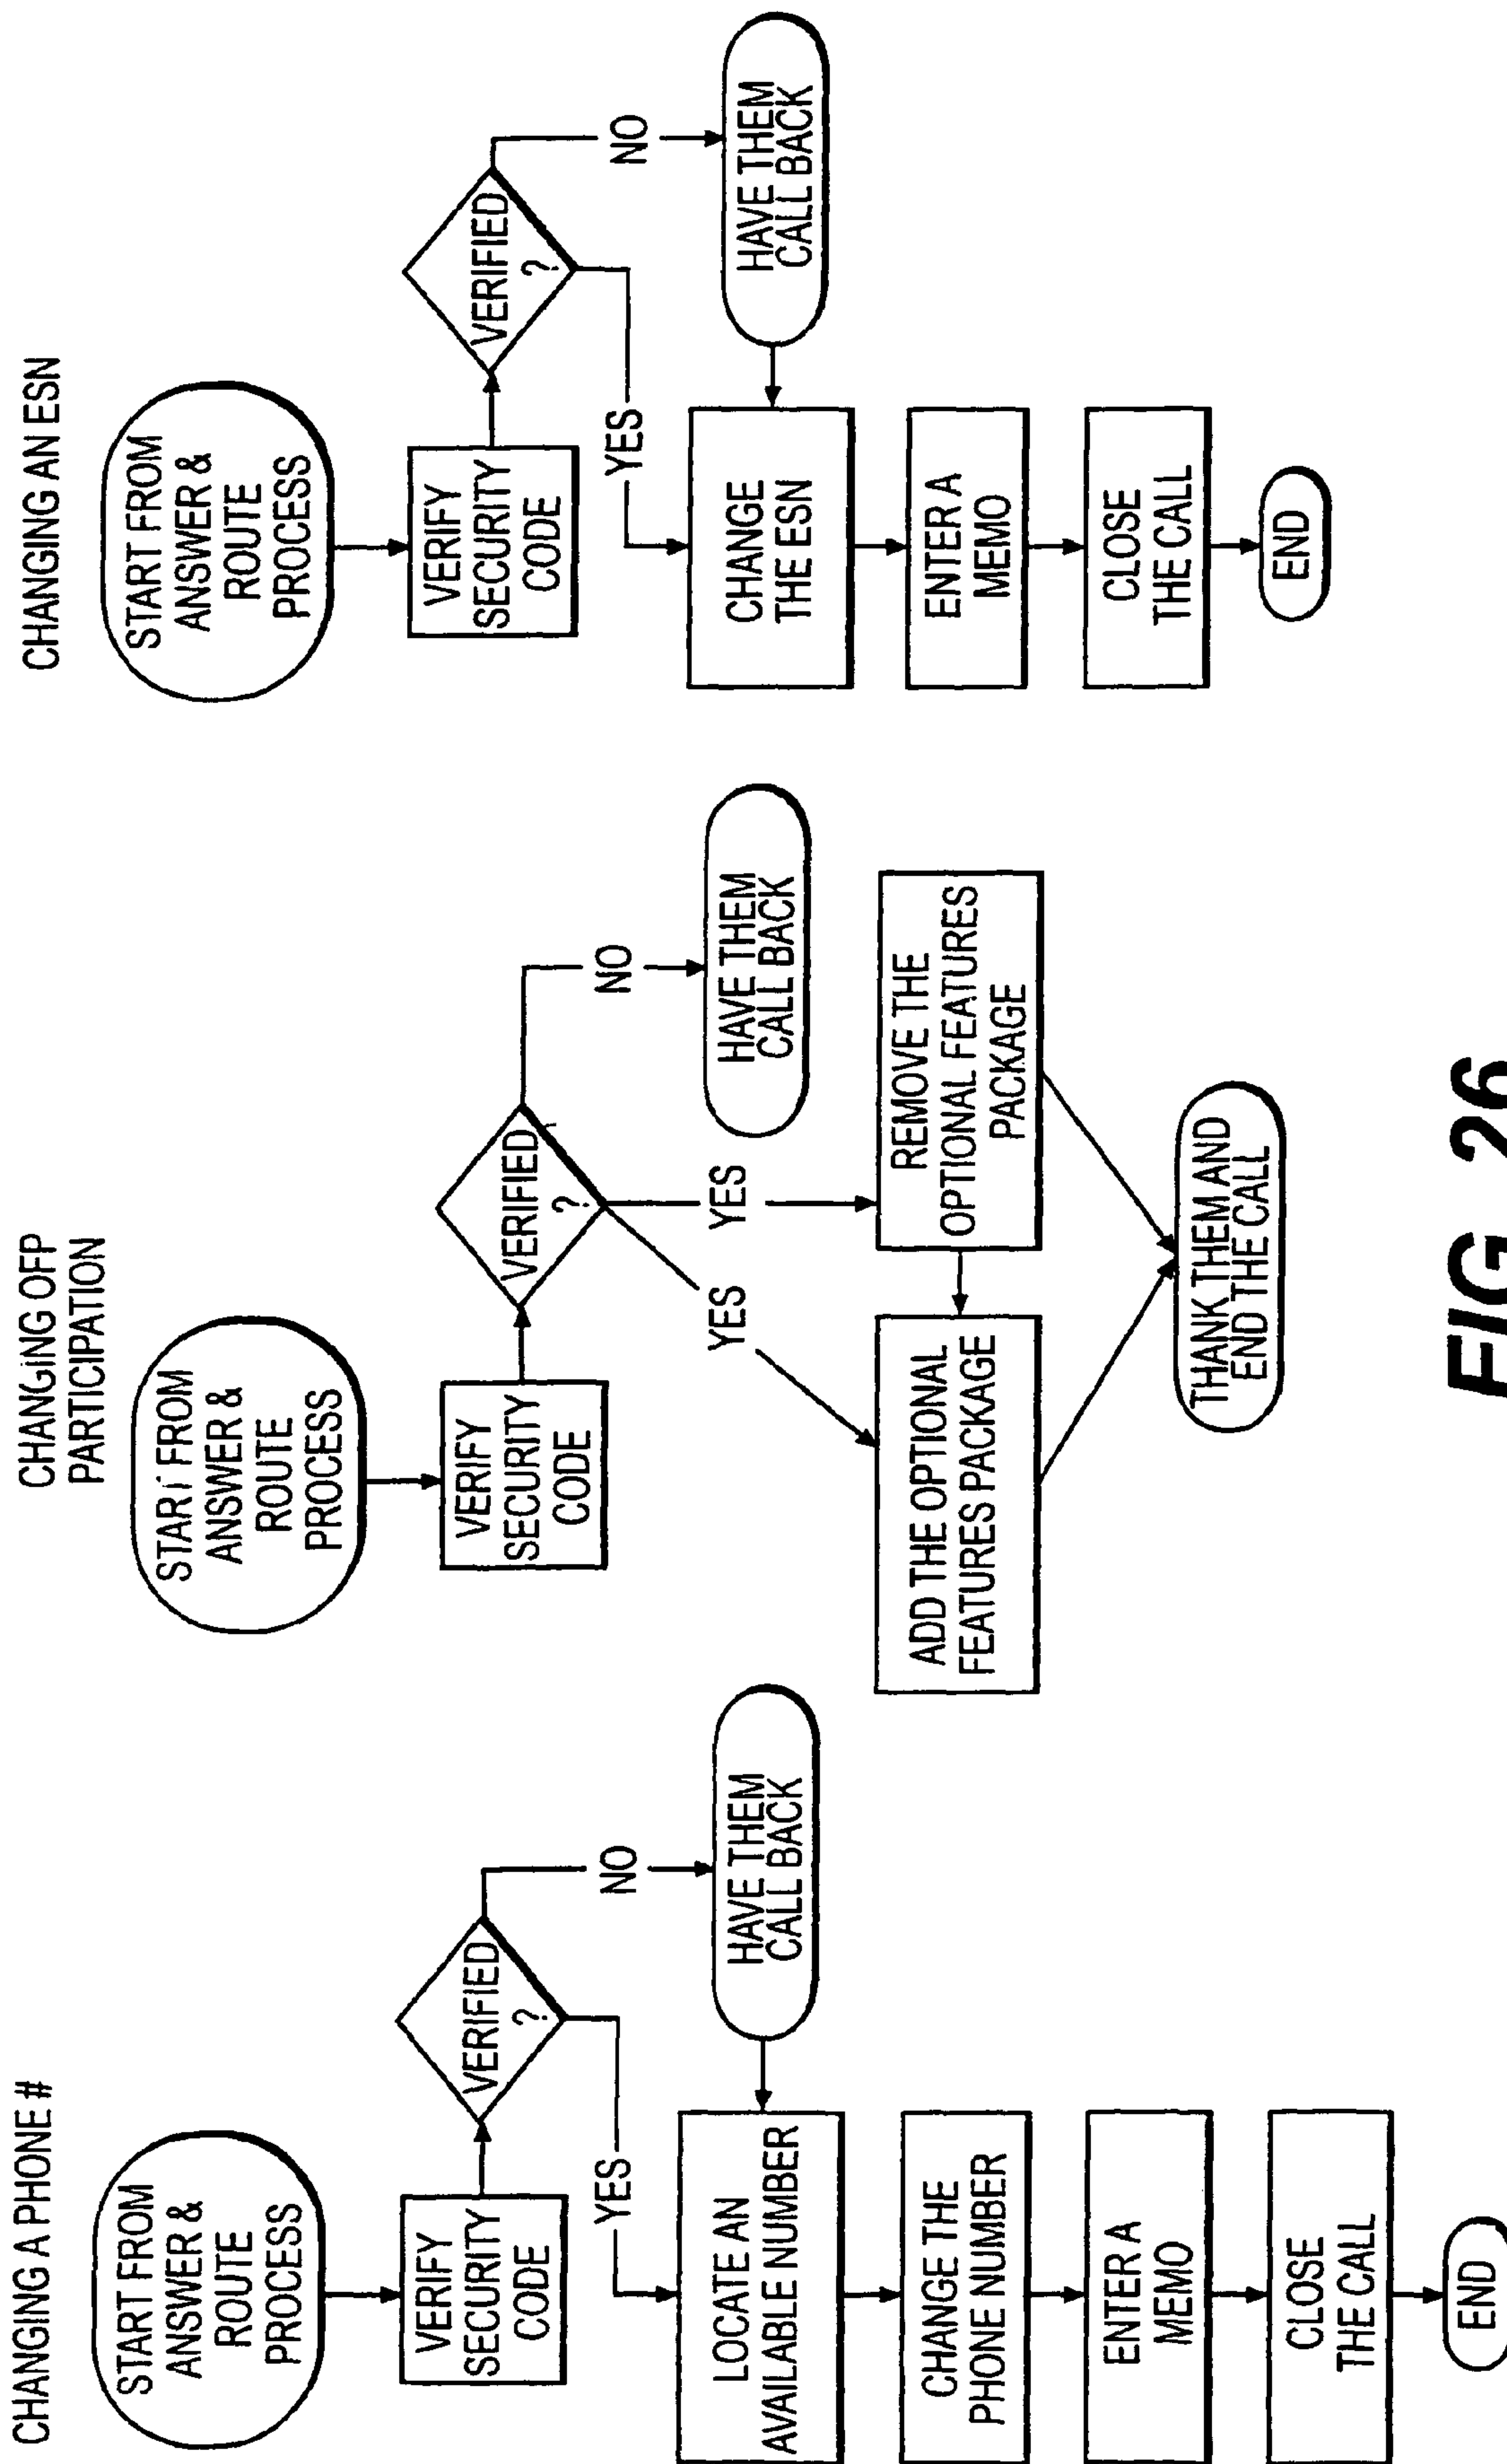 CHANGING A PHONE #
START FROM
ANSWER &
ROUTE
PROCESS
VERIFY
SECURITY
CODE
VERIFIED
?
NO
HAVE THEM
CALL BACK
YES
LOCATE AN
AVAILABLE NUMBER
CHANGE THE
PHONE NUMBER
ENTER A
MEMO
CLOSE
THE CALL
END
CHANGING OFP
PARTICIPATION
START FROM
ANSWER &
ROUTE
PROCESS
VERIFY
SECURITY
CODE
VERIFIED
?
NO
HAVE THEM
CALL BACK
YES
YES
ADD THE OPTIONAL
FEATURES PACKAGE
REMOVE THE
OPTIONAL FEATURES
PACKAGE
THANK THEM AND
END THE CALL
CHANGING AN ESN
START FROM
ANSWER &
ROUTE
PROCESS
VERIFY
SECURITY
CODE
VERIFIED
?
NO
HAVE THEM
CALL BACK
YES
CHANGE
THE ESN
ENTER A
MEMO
CLOSE
THE CALL
END
FIG 26